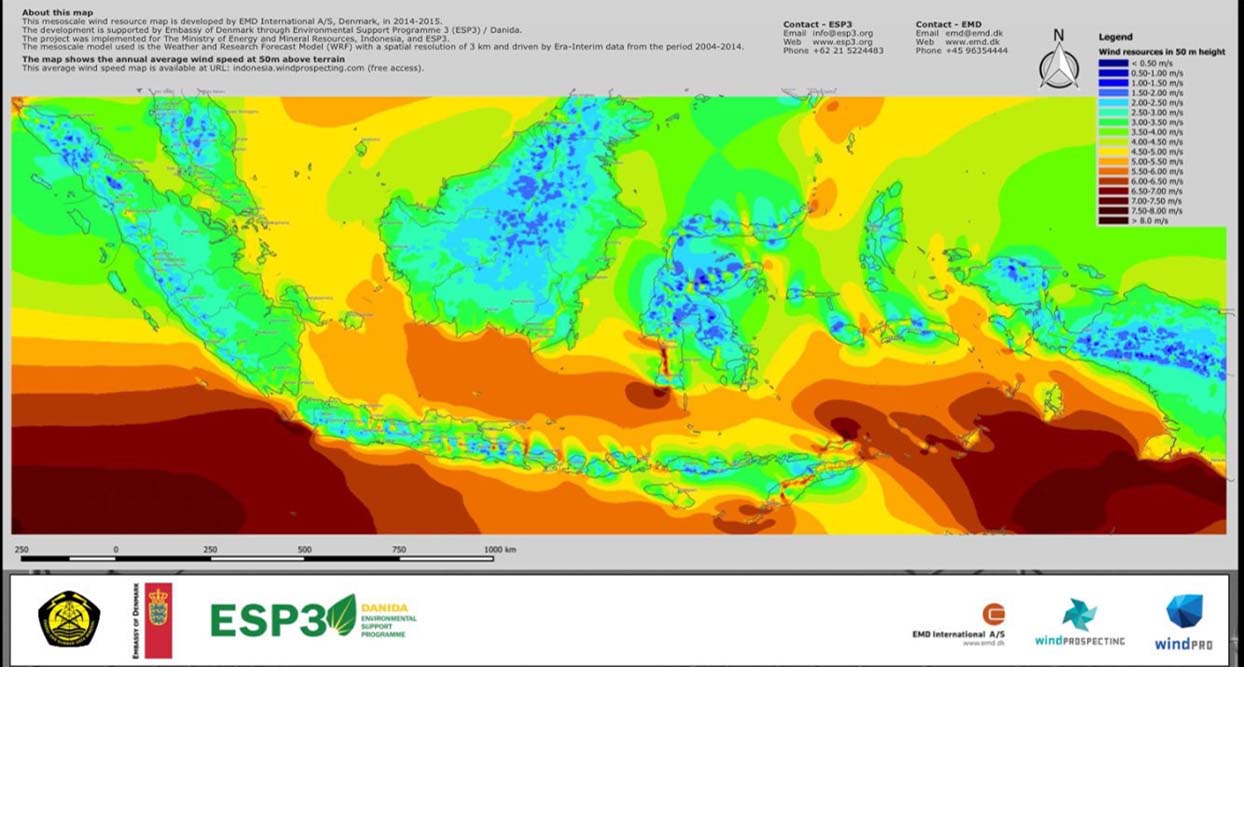 About this map
This mesoscale wind resource map is developed by EMD International A/S, Denmark, in 2014-2015.
The development is supported by Embassy of Denmark through Environmental Support Programme 3 (ESP3) / Danida.
The project was implemented for The Ministry of Energy and Mineral Resources, Indonesia, and ESP3.
The mesoscale model used is the Weather and Research Forecast Model (WRF) with a spatial resolution of 3 km and driven by Era-Interim data from the period 2004-2014.
The map shows the annual average wind speed at 50m above terrain
This average wind speed map is available at URL: indonesia.windprospecting.com (free access).
Contact - ESP3
Email info@esp3.org
Web www.esp3.org
Phone +62 21 5224483
Contact - EMD
Email emd@emd.dk
Web www.emd.dk
Phone +45 96354444
N
Legend
Wind resources in 50 m height
< 0.50 m/s
0.50-1.00 m/s
1.00-1.50 m/s
1.50-2.00 m/s
2.00-2.50 m/s
2.50-3.00 m/s
3.00-3.50 m/s
3.50-4.00 m/s
4.00-4.50 m/s
4.50-5.00 m/s
5.00-5.50 m/s
5.50-6.00 m/s
6.00-6.50 m/s
6.50-7.00 m/s
7.00-7.50 m/s
7.50-8.00 m/s
> 8.0 m/s
250 0 250 500 750 1000 km
EMBASSY OF DENMARK
ESP3
DANIDA
ENVIRONMENTAL
SUPPORT
PROGRAMME
EMD International A/S
www.emd.dk
windPROSPECTING
windPRO